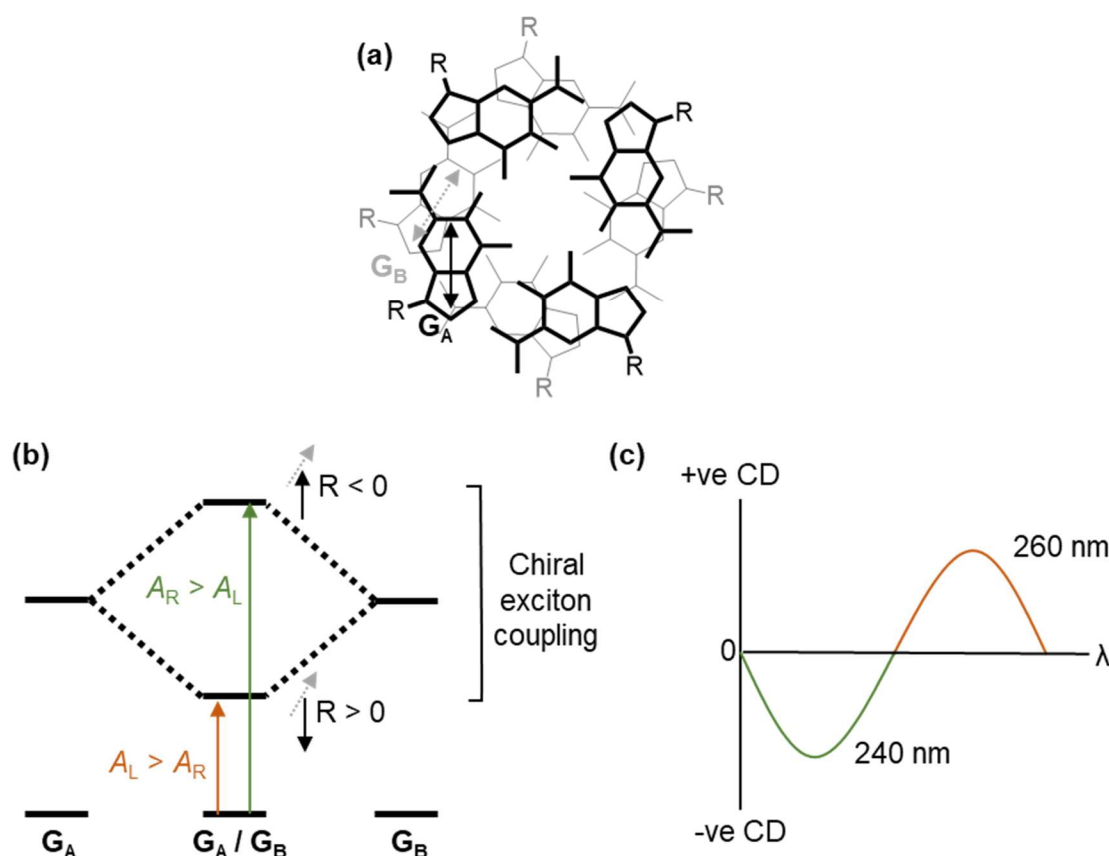 (a)
R
R
R
R
R
G_B
R
G_A
R
R
(b)
R < 0
A_R > A_L
Chiral
exciton
coupling
R > 0
A_L > A_R
G_A
G_A / G_B
G_B
(c)
+ve CD
260 nm
0
λ
240 nm
-ve CD